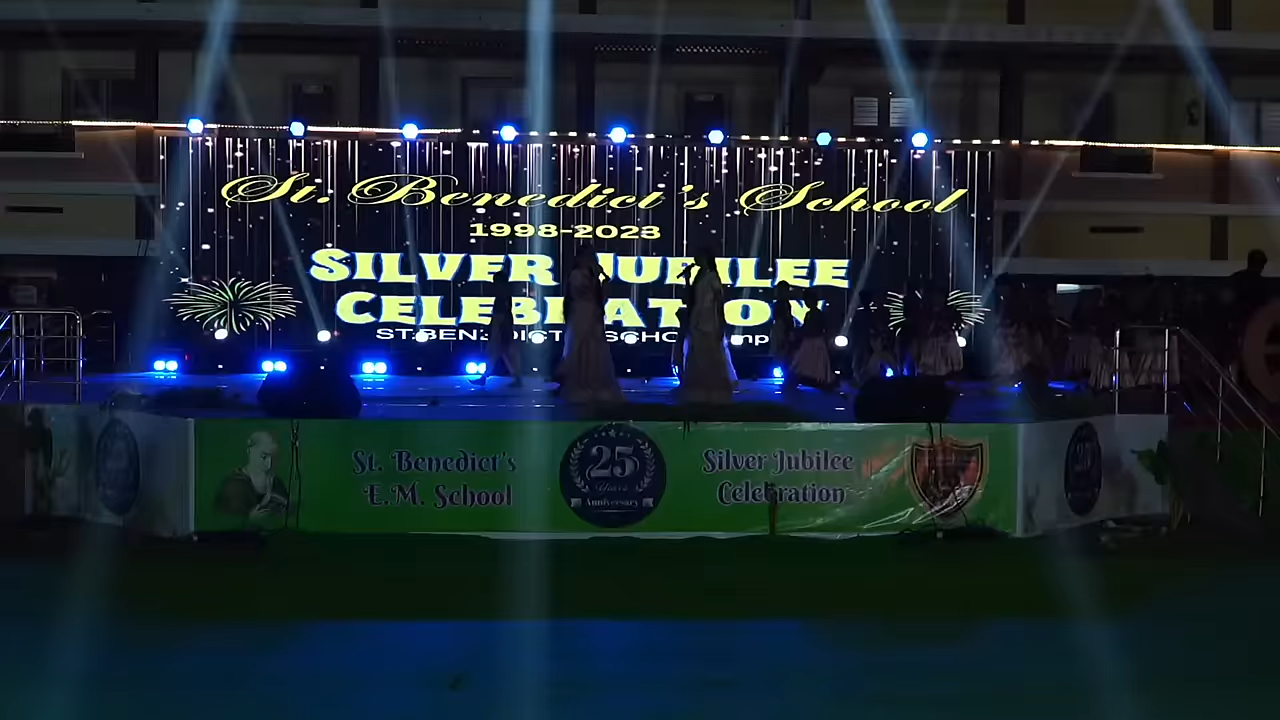 St. Benedict's School
1998-2023
SILVER JUBILEE
CELEBRATION
St. Benedict's
E.M. School
25
Years
Anniversary
Silver Jubilee
Celebration